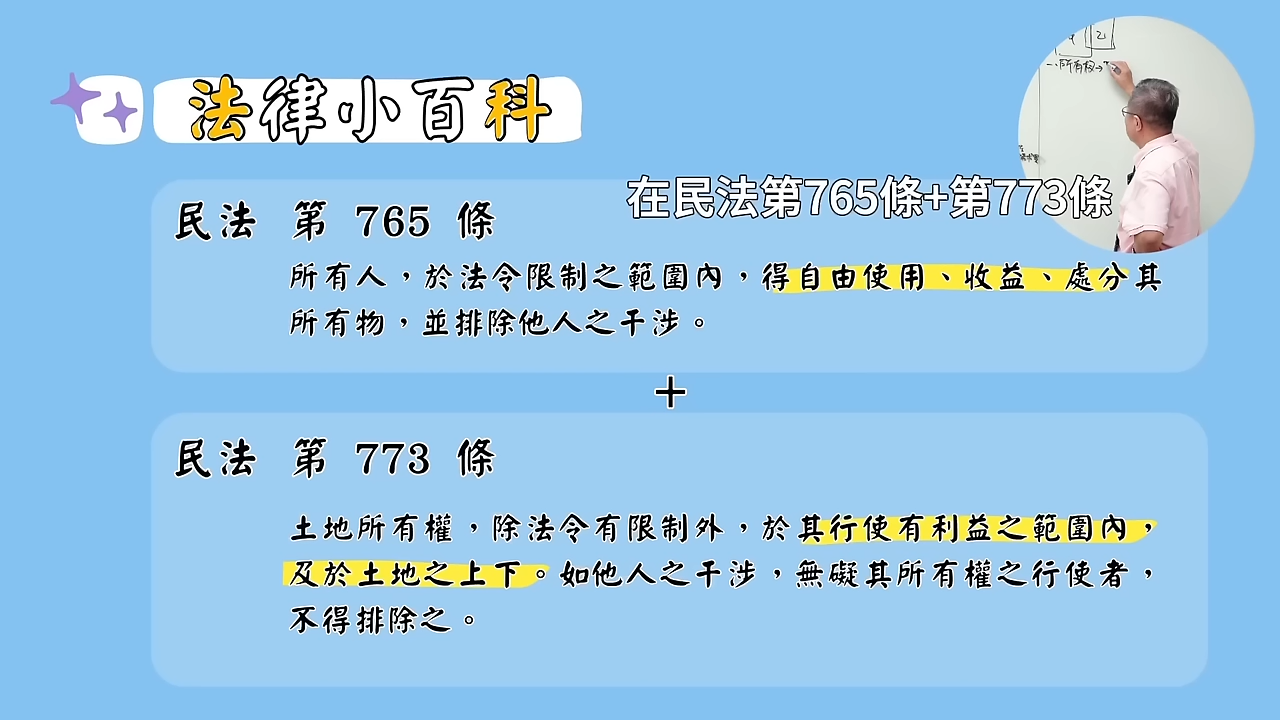 法律小百科
一、所有权→
在民法第765條+第773條
民法 第 765 條
所有人，於法令限制之範圍內，得自由使用、收益、處分其
所有物，並排除他人之干涉。
+
民法 第 773 條
土地所有權，除法令有限制外，於其行使有利益之範圍內，
及於土地之上下。如他人之干涉，無礙其所有權之行使者，
不得排除之。